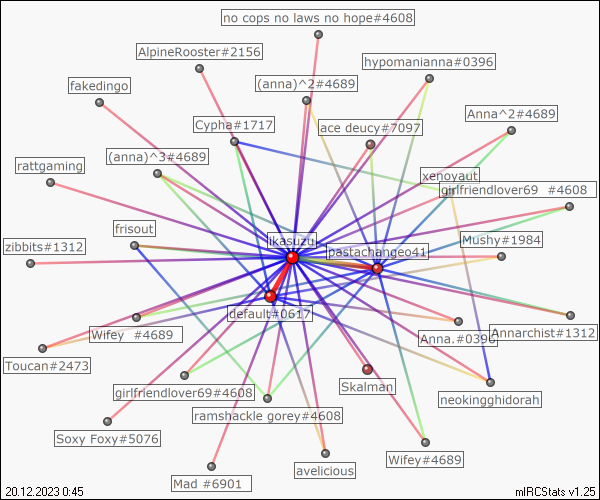 no cops no laws no hope#4608
AlpineRooster#2156
hypomanianna#0396
fakedingo
(anna)^2#4689
Anna^2#4689
Cypha#1717
ace deucy#7097
(anna)^3#4689
rattgaming
xenoyaut
girlfriendlover69 #4608
frisout
ikasuzu
zibbits#1312
pastachangeo41
Mushy#1984
default#0617
Wifey #4689
Anna.#0396
Annarchist#1312
Toucan#2473
girlfriendlover69#4608
Skalman
neokingghidorah
ramshackle gorey#4608
Soxy Foxy#5076
Wifey#4689
avelicious
Mad #6901
20.12.2023 0:45
mIRCStats v1.25